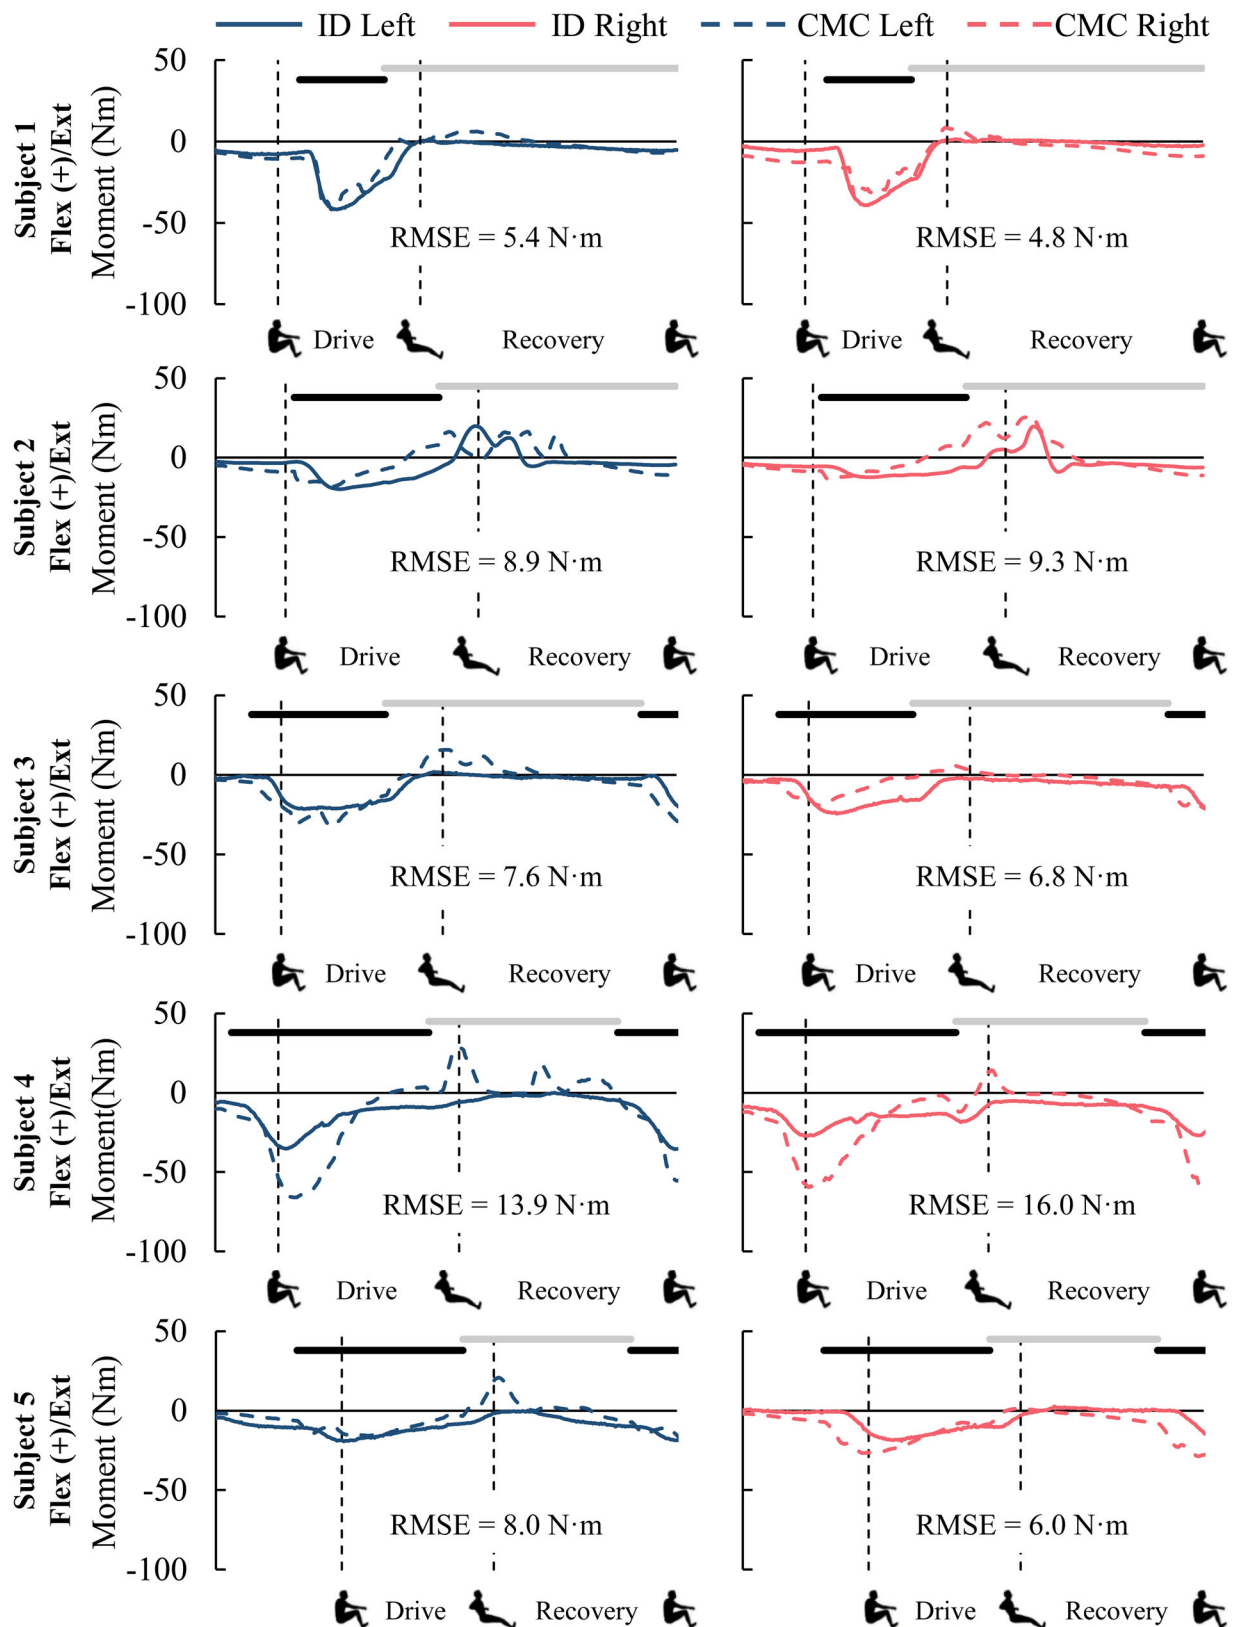 ID Left ID Right CMC Left CMC Right
Subject 1
Flex (+)/Ext
Moment (Nm)
50
0
-50
-100
RMSE = 5.4 N·m
RMSE = 4.8 N·m
Drive Recovery
Drive Recovery
Subject 2
Flex (+)/Ext
Moment (Nm)
50
0
-50
-100
RMSE = 8.9 N·m
RMSE = 9.3 N·m
Drive Recovery
Drive Recovery
Subject 3
Flex (+)/Ext
Moment (Nm)
50
0
-50
-100
RMSE = 7.6 N·m
RMSE = 6.8 N·m
Drive Recovery
Drive Recovery
Subject 4
Flex (+)/Ext
Moment(Nm)
50
0
-50
-100
RMSE = 13.9 N·m
RMSE = 16.0 N·m
Drive Recovery
Drive Recovery
Subject 5
Flex (+)/Ext
Moment (Nm)
50
0
-50
-100
RMSE = 8.0 N·m
RMSE = 6.0 N·m
Drive Recovery
Drive Recovery